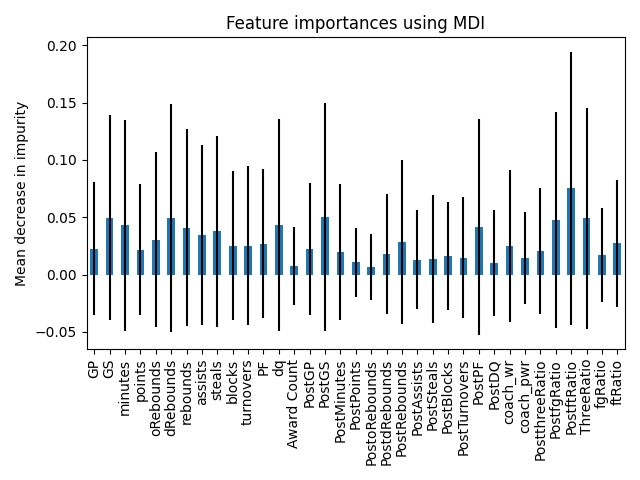 Feature importances using MDI
Mean decrease in impurity
0.20
0.15
0.10
0.05
0.00
−0.05
GP
GS
minutes
points
oRebounds
dRebounds
rebounds
assists
steals
blocks
turnovers
PF
dq
Award Count
PostGP
PostGS
PostMinutes
PostPoints
PostoRebounds
PostdRebounds
PostRebounds
PostAssists
PostSteals
PostBlocks
PostTurnovers
PostPF
PostDQ
coach_wr
coach_pwr
PostthreeRatio
PostfgRatio
PostftRatio
ThreeRatio
fgRatio
ftRatio